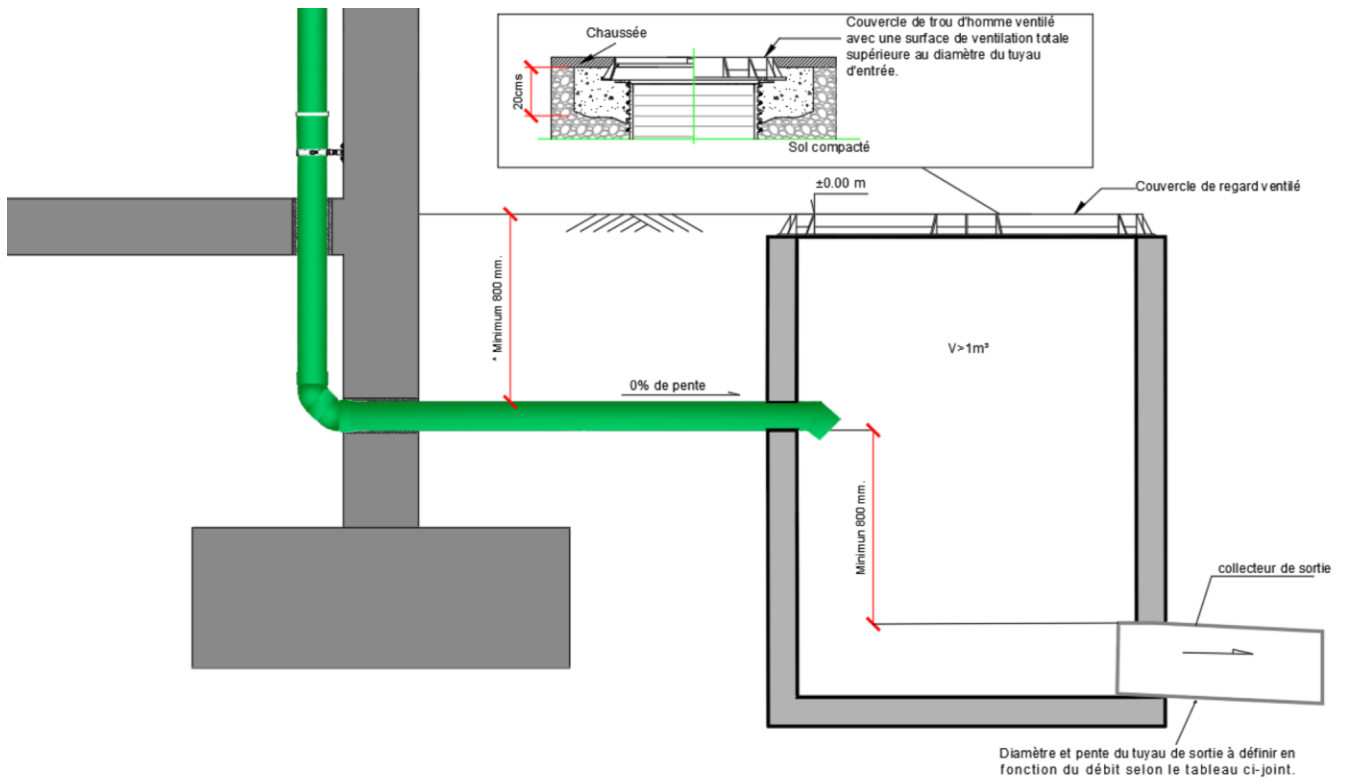 Couvercle de trou d'homme ventilé
avec une surface de ventilation totale
supérieure au diamètre du tuyau
d'entrée.
Chaussée
20cms
Sol compacté
±0.00 m
Couvercle de regard ventilé
* Minimum 800 mm.
V>1m³
0% de pente
Minimun 800 mm.
collecteur de sortie
Diamètre et pente du tuyau de sortie à définir en
fonction du débit selon le tableau ci-joint.